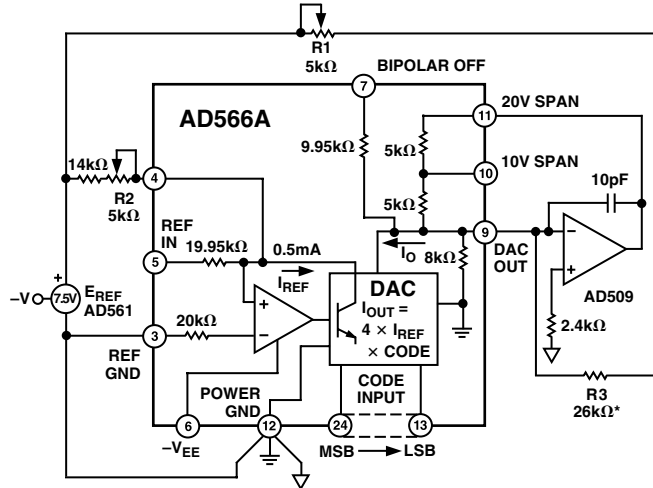 R1
5kΩ
BIPOLAR OFF
7
20V SPAN
AD566A
11
9.95kΩ
5kΩ
10V SPAN
10
14kΩ
R2
5kΩ
4
5kΩ
10pF
REF
IN
19.95kΩ
0.5mA
5
IREF
IO
8kΩ
9
DAC
OUT
AD509
+
–V
7.5V
EREF
AD561
DAC
IOUT =
4 × IREF
× CODE
+
–
–
+
20kΩ
3
REF
GND
2.4kΩ
POWER
GND
CODE
INPUT
R3
26kΩ*
6
–VEE
12
24
13
MSB
LSB